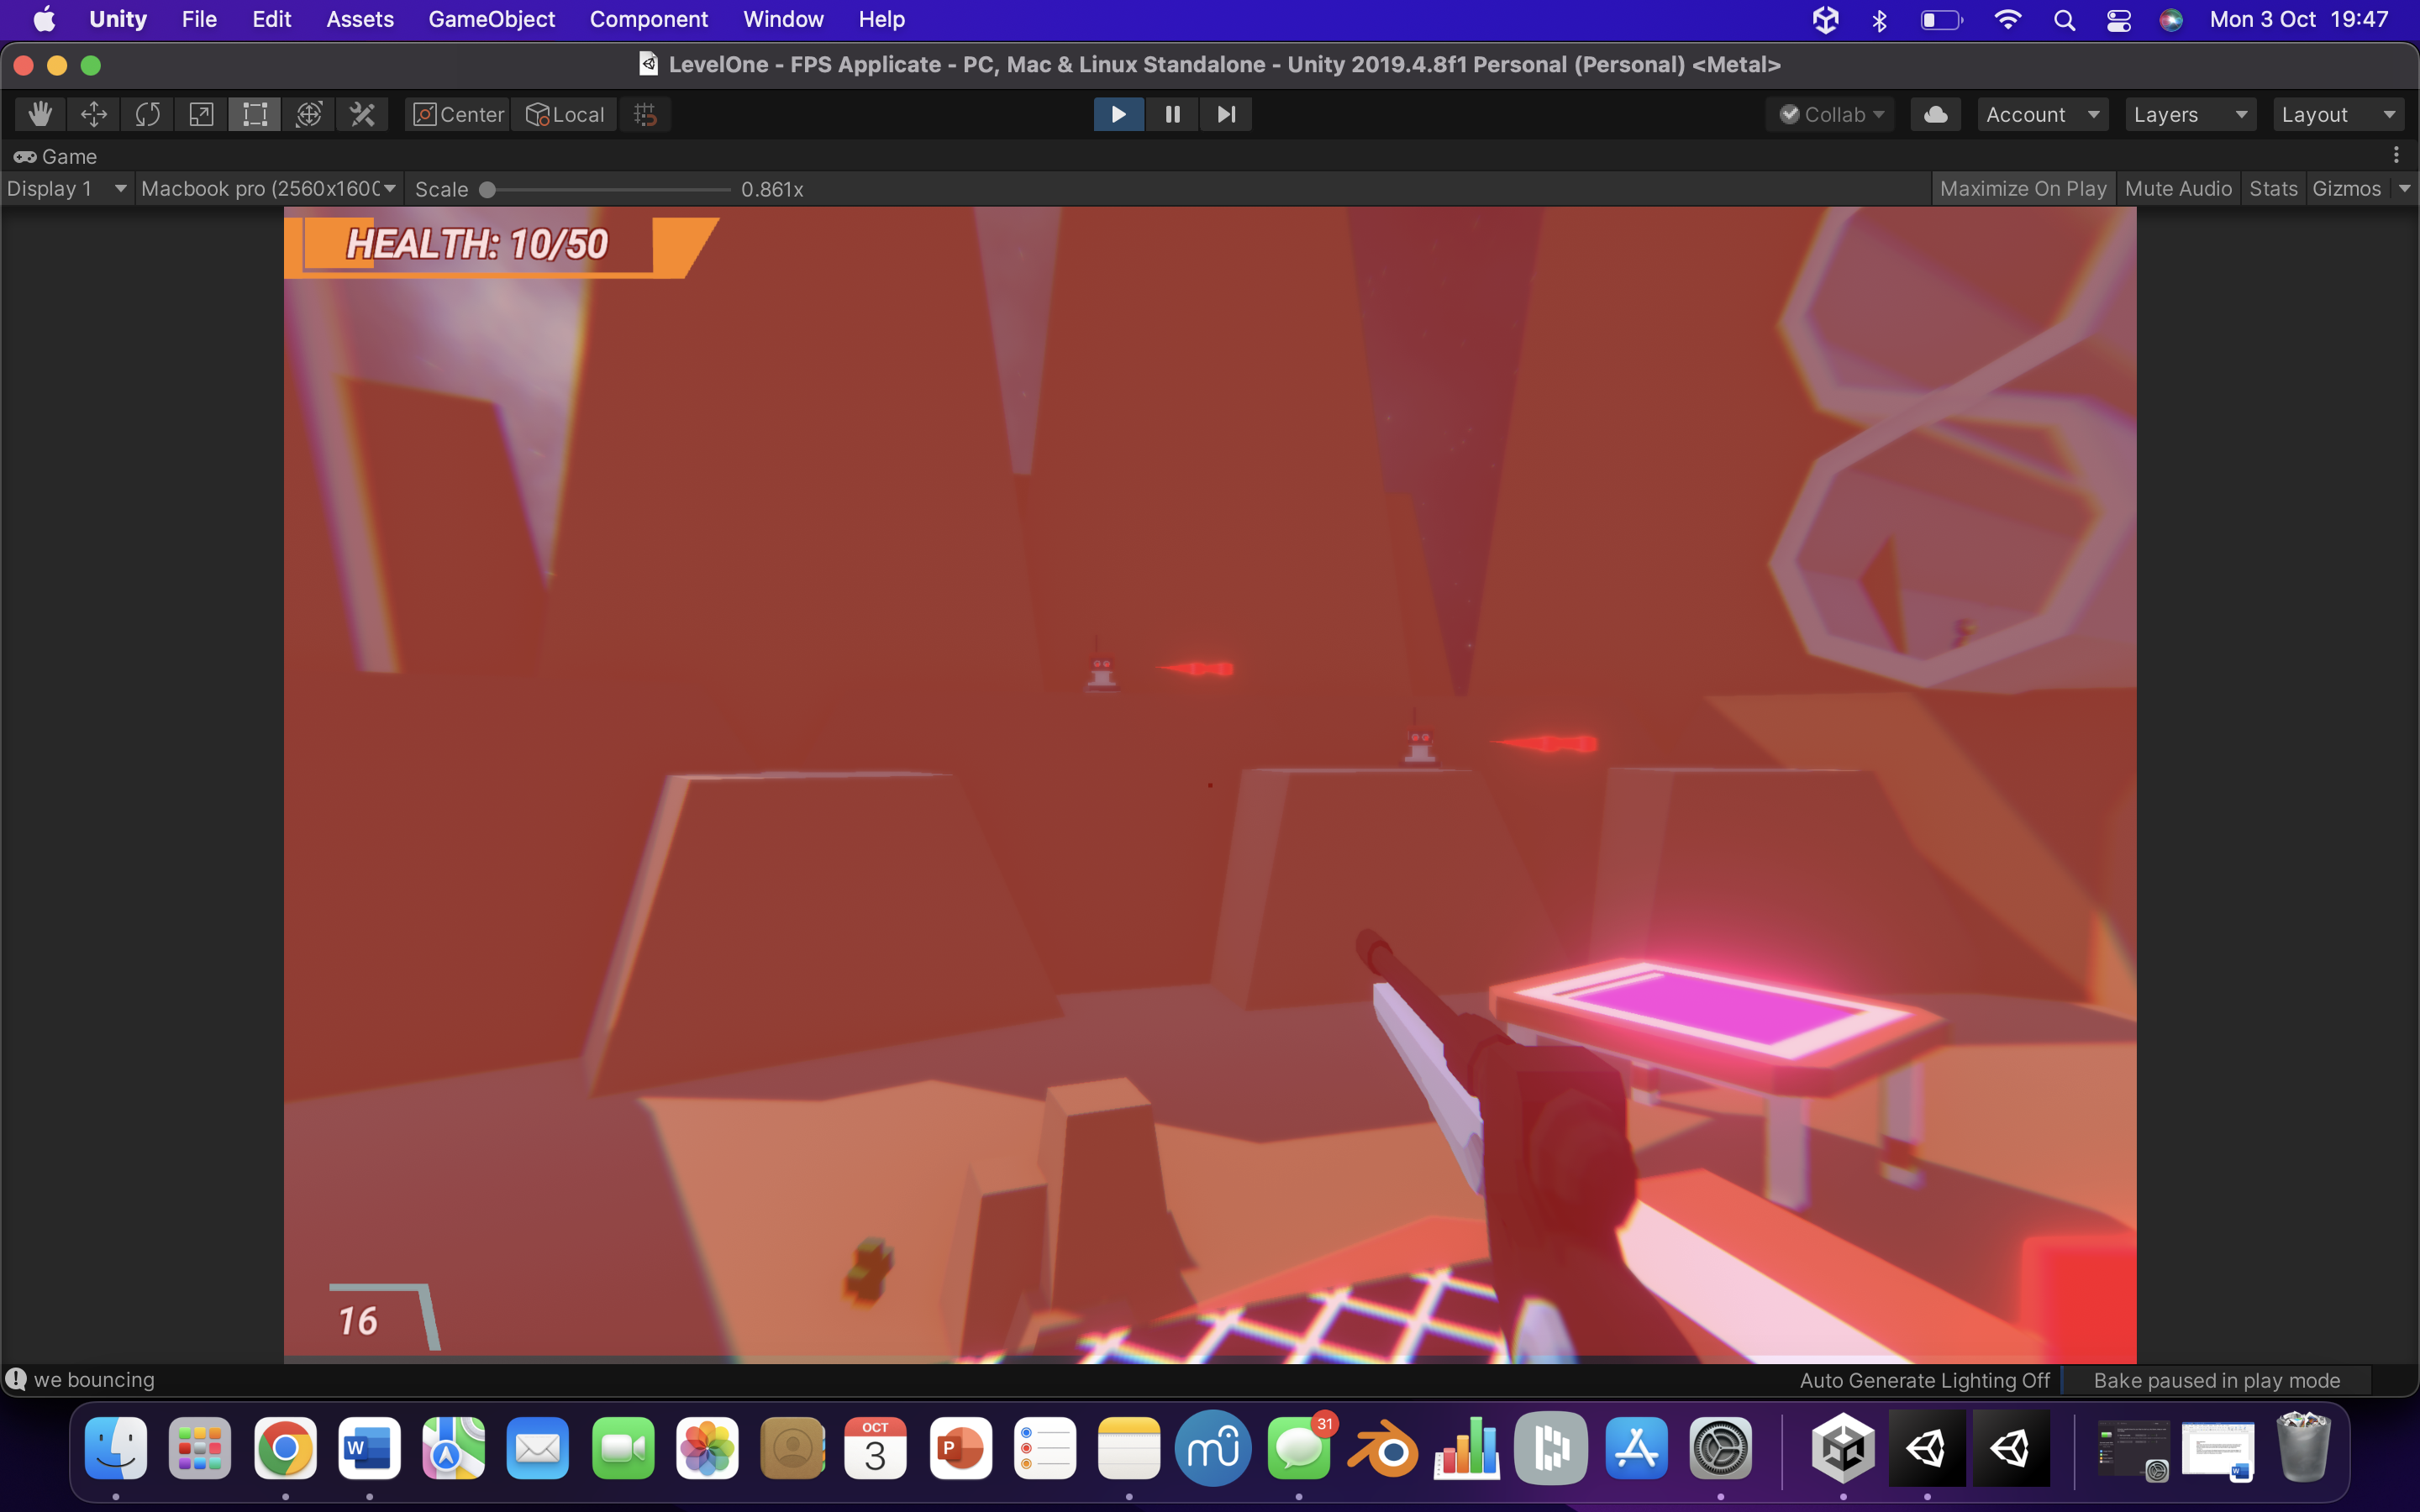 Unity File Edit Assets GameObject Component Window Help Mon 3 Oct 19:47
LevelOne - FPS Applicate - PC, Mac & Linux Standalone - Unity 2019.4.8f1 Personal (Personal) <Metal>
Center Local Collab Account Layers Layout
Game
Display 1 Macbook pro (2560x160 Scale 0.861x Maximize On Play Mute Audio Stats Gizmos
HEALTH: 10/50
16
we bouncing Auto Generate Lighting Off Bake paused in play mode
OCT 31
W 3 P mü